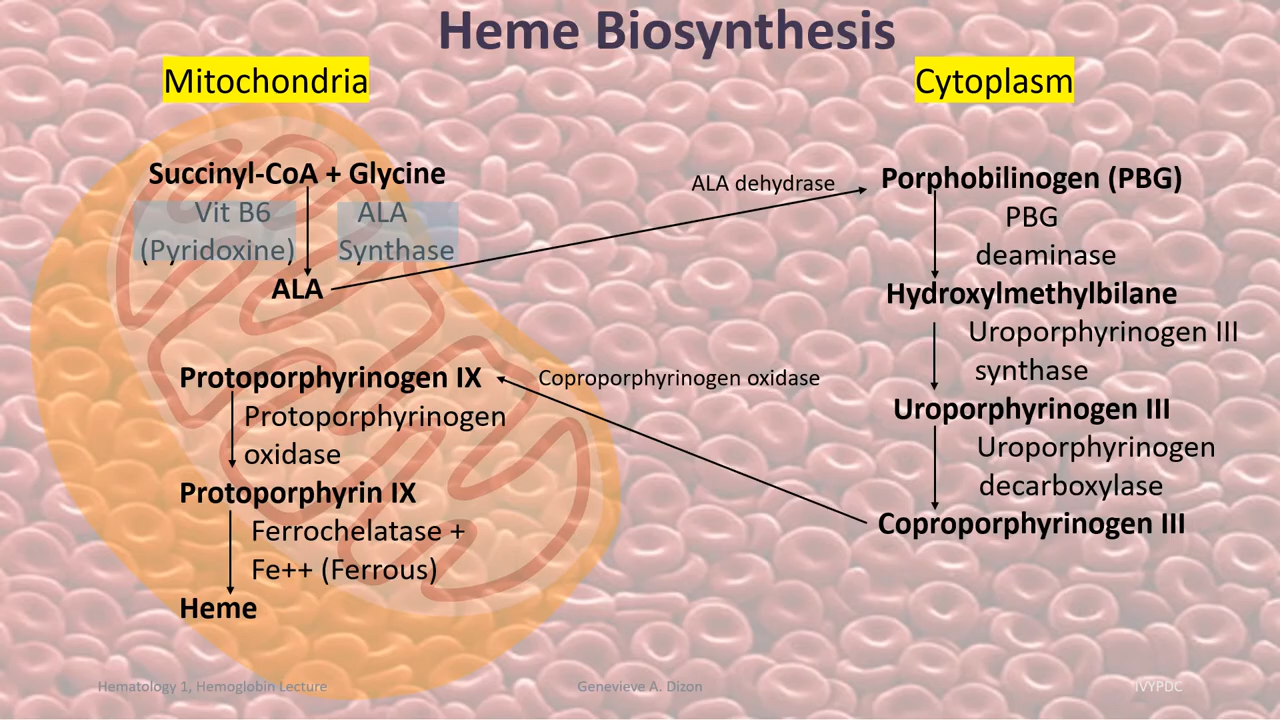 Heme Biosynthesis
Mitochondria
Cytoplasm
Succinyl-CoA + Glycine
Vit B6
(Pyridoxine)
ALA
Synthase
ALA
ALA dehydrase
Porphobilinogen (PBG)
PBG
deaminase
Hydroxylmethylbilane
Uroporphyrinogen III
synthase
Uroporphyrinogen III
Uroporphyrinogen
decarboxylase
Coproporphyrinogen III
Coproporphyrinogen oxidase
Protoporphyrinogen IX
Protoporphyrinogen
oxidase
Protoporphyrin IX
Ferrochelatase +
Fe++ (Ferrous)
Heme
Hematology 1, Hemoglobin Lecture
Genevieve A. Dizon
IVYPDC